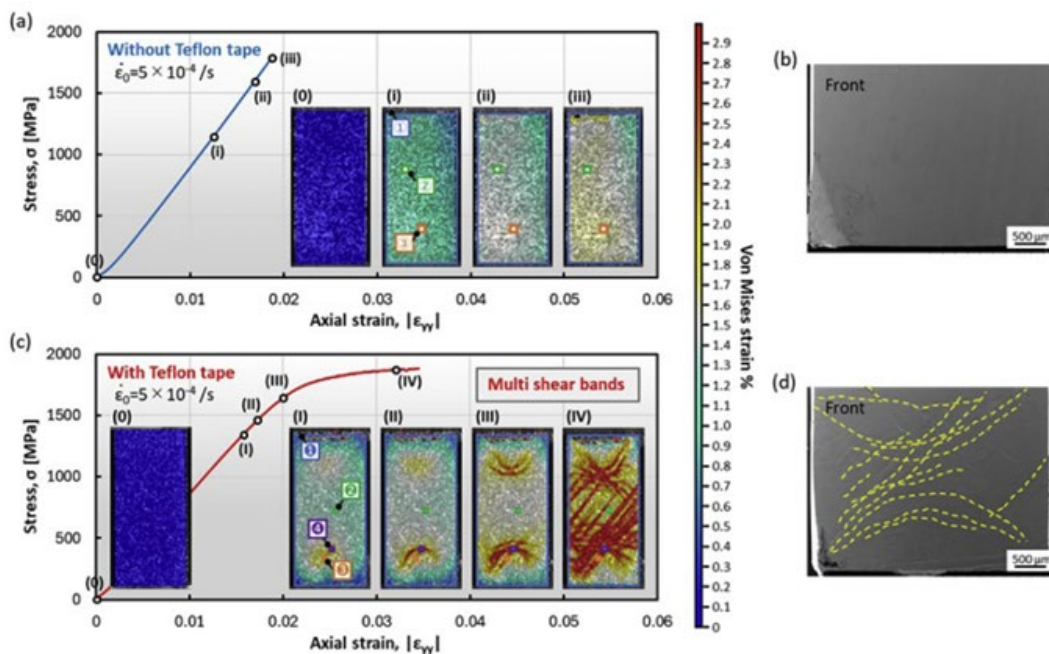 (a)
2000
1500
1000
500
0
Stress, σ [MPa]
Without Teflon tape
ε̇₀=5×10⁻⁴/s
(0)
(i)
(ii)
(iii)
(0)
(i)
(ii)
(iii)
1
2
3
0
0.01
0.02
0.03
0.04
0.05
0.06
Axial strain, |εyy|
(c)
2000
1500
1000
500
0
Stress, σ [MPa]
With Teflon tape
ε̇₀=5×10⁻⁴/s
(0)
(I)
(II)
(III)
(IV)
Multi shear bands
(0)
(I)
(II)
(III)
(IV)
1
2
4
3
0
0.01
0.02
0.03
0.04
0.05
0.06
Axial strain, |εyy|
2.9
2.8
2.7
2.6
2.5
2.4
2.3
2.2
2.1
2.0
1.9
1.8
1.7
1.6
1.5
1.4
1.3
1.2
1.1
1.0
0.9
0.8
0.7
0.6
0.5
0.4
0.3
0.2
0.1
0
Von Mises strain %
(b)
Front
500 μm
(d)
Front
500 μm